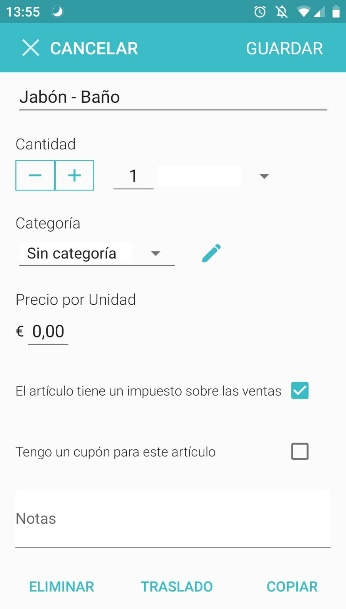 13:55
CANCELAR GUARDAR
Jabón - Baño
Cantidad
− + 1
Categoría
Sin categoría
Precio por Unidad
€ 0,00
El artículo tiene un impuesto sobre las ventas
Tengo un cupón para este artículo
Notas
ELIMINAR TRASLADO COPIAR